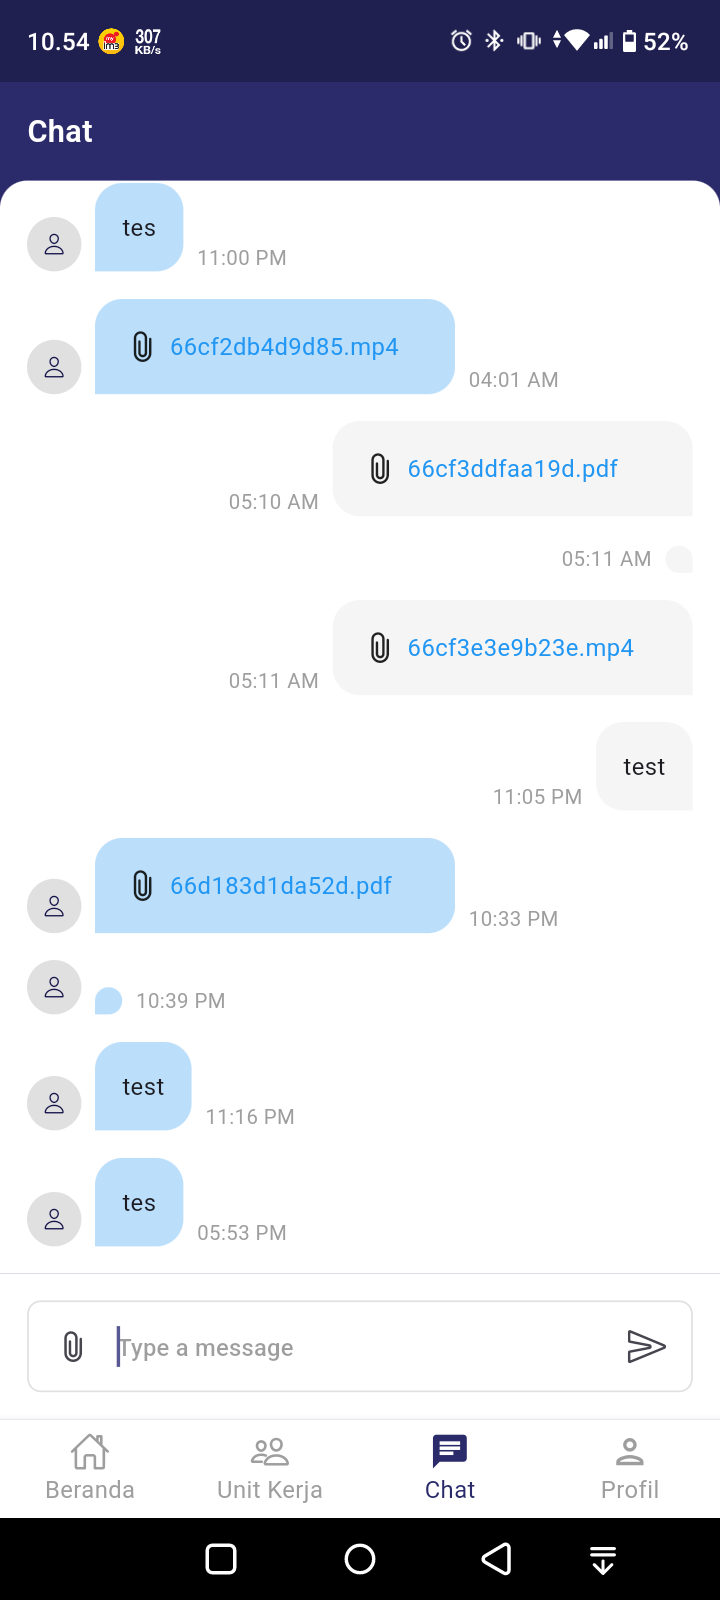 10.54 my im3 307 KB/s 52%
Chat
tes
11:00 PM
66cf2db4d9d85.mp4
04:01 AM
66cf3ddfaa19d.pdf
05:10 AM
05:11 AM
66cf3e3e9b23e.mp4
05:11 AM
test
11:05 PM
66d183d1da52d.pdf
10:33 PM
10:39 PM
test
11:16 PM
tes
05:53 PM
Type a message
Beranda Unit Kerja Chat Profil